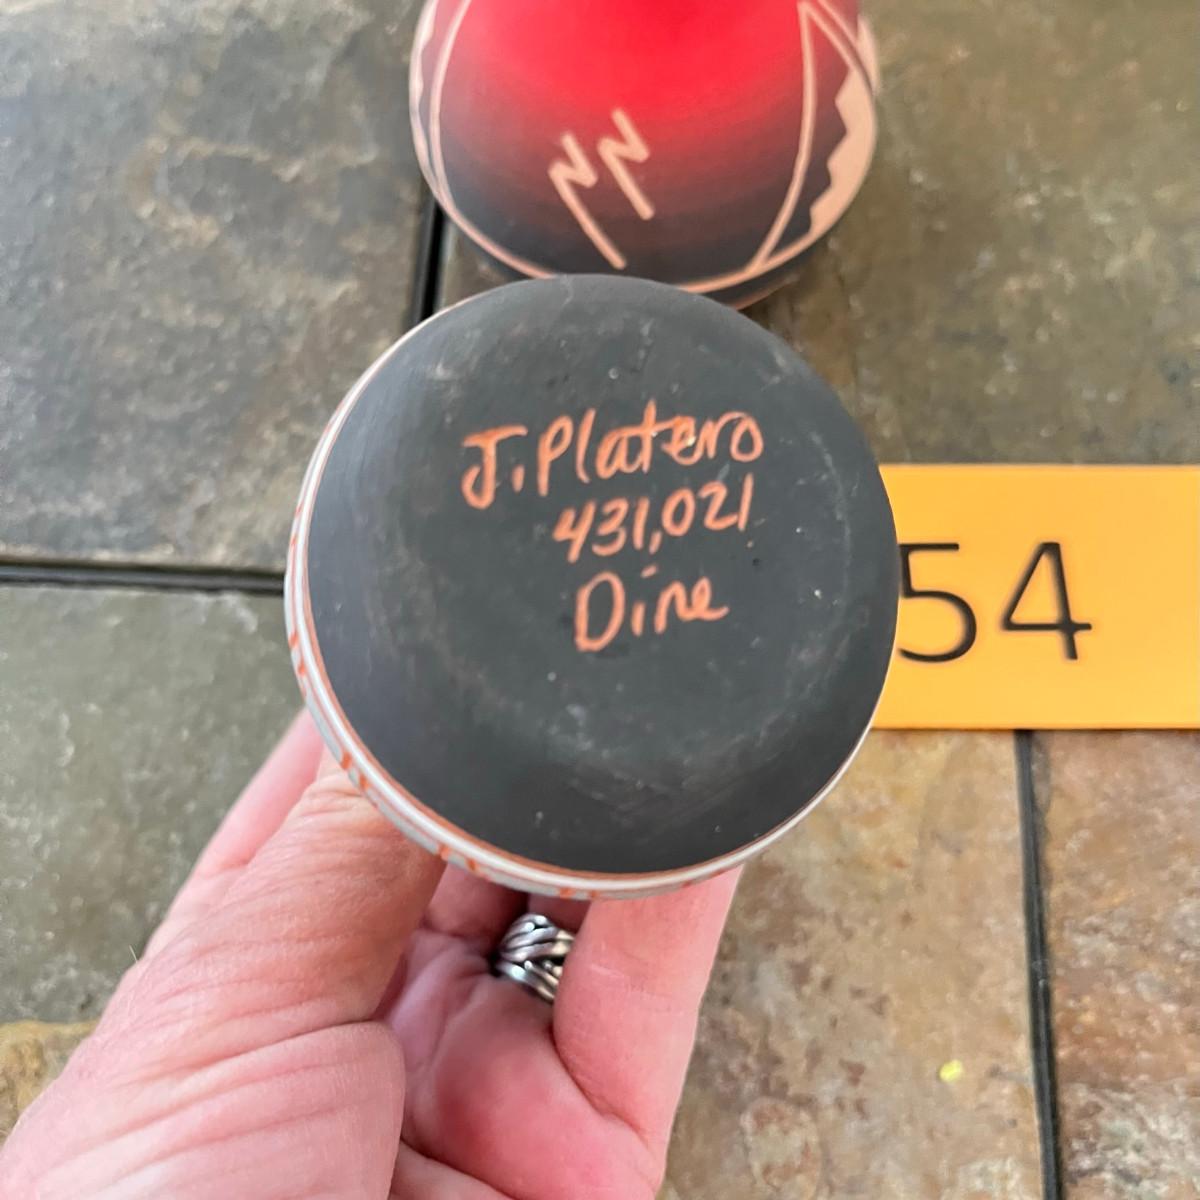 J. Platero
431,021
Dine
54